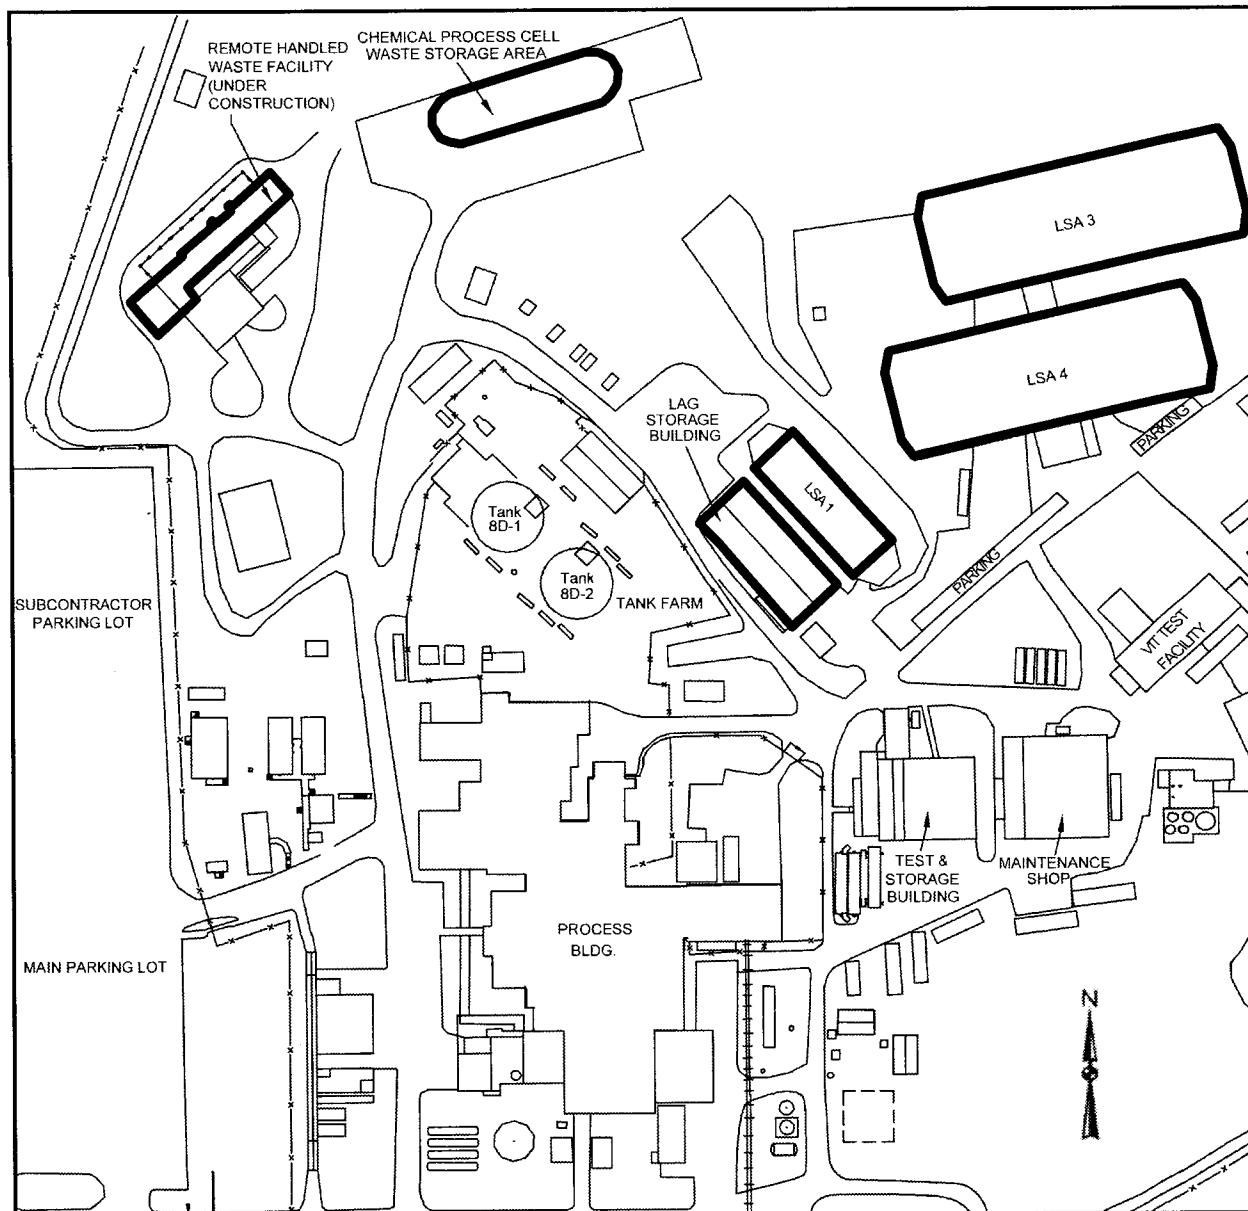 REMOTE HANDLED
WASTE FACILITY
(UNDER
CONSTRUCTION)
CHEMICAL PROCESS CELL
WASTE STORAGE AREA
LSA 3
LSA 4
PARKING
LAG
STORAGE
BUILDING
LSA 1
Tank
8D-1
Tank
8D-2
TANK FARM
PARKING
SUBCONTRACTOR
PARKING LOT
VIT TEST
FACILITY
TEST &
STORAGE
BUILDING
MAINTENANCE
SHOP
PROCESS
BLDG.
MAIN PARKING LOT
N